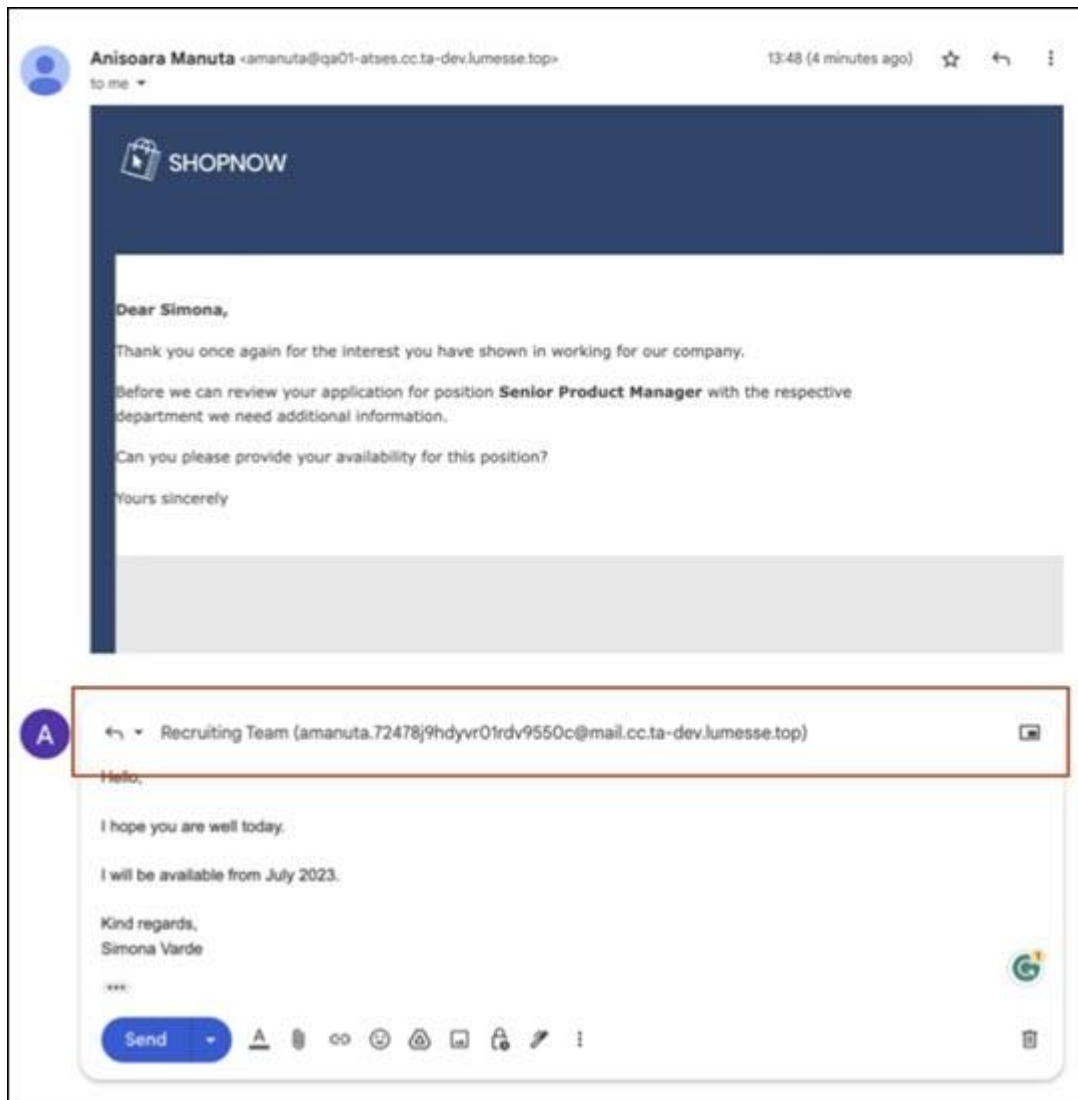 Anisoara Manuta <amanuta@qa01-atses.cc.ta-dev.lumesse.top> 13:48 (4 minutes ago)
to me
SHOPNOW
Dear Simona,
Thank you once again for the interest you have shown in working for our company.
Before we can review your application for position Senior Product Manager with the respective
department we need additional information.
Can you please provide your availability for this position?
Yours sincerely
A
Recruiting Team (amanuta.72478j9hdyvr01rdv9550c@mail.cc.ta-dev.lumesse.top)
Hello,
I hope you are well today.
I will be available from July 2023.
Kind regards,
Simona Varde
Send